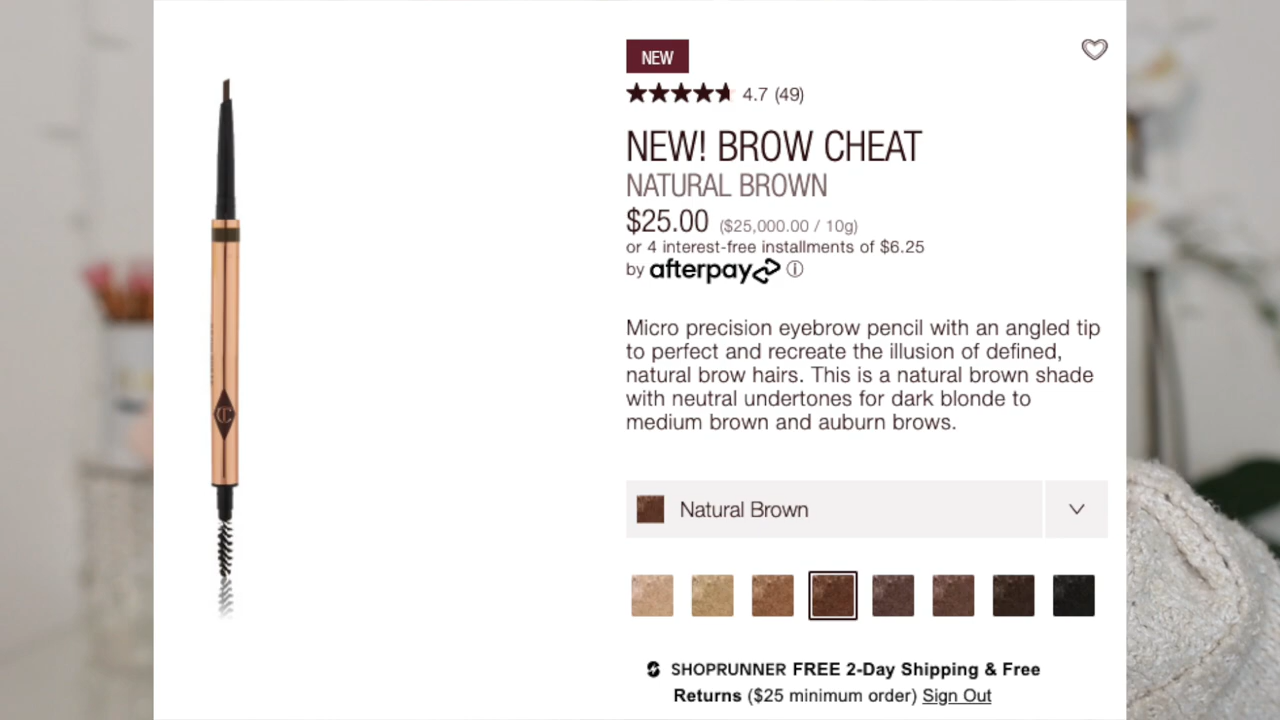 NEW
4.7 (49)
NEW! BROW CHEAT
NATURAL BROWN
$25.00 ($25,000.00 / 10g)
or 4 interest-free installments of $6.25
by afterpay
Micro precision eyebrow pencil with an angled tip
to perfect and recreate the illusion of defined,
natural brow hairs. This is a natural brown shade
with neutral undertones for dark blonde to
medium brown and auburn brows.
Natural Brown
SHOPRUNNER FREE 2-Day Shipping & Free
Returns ($25 minimum order) Sign Out